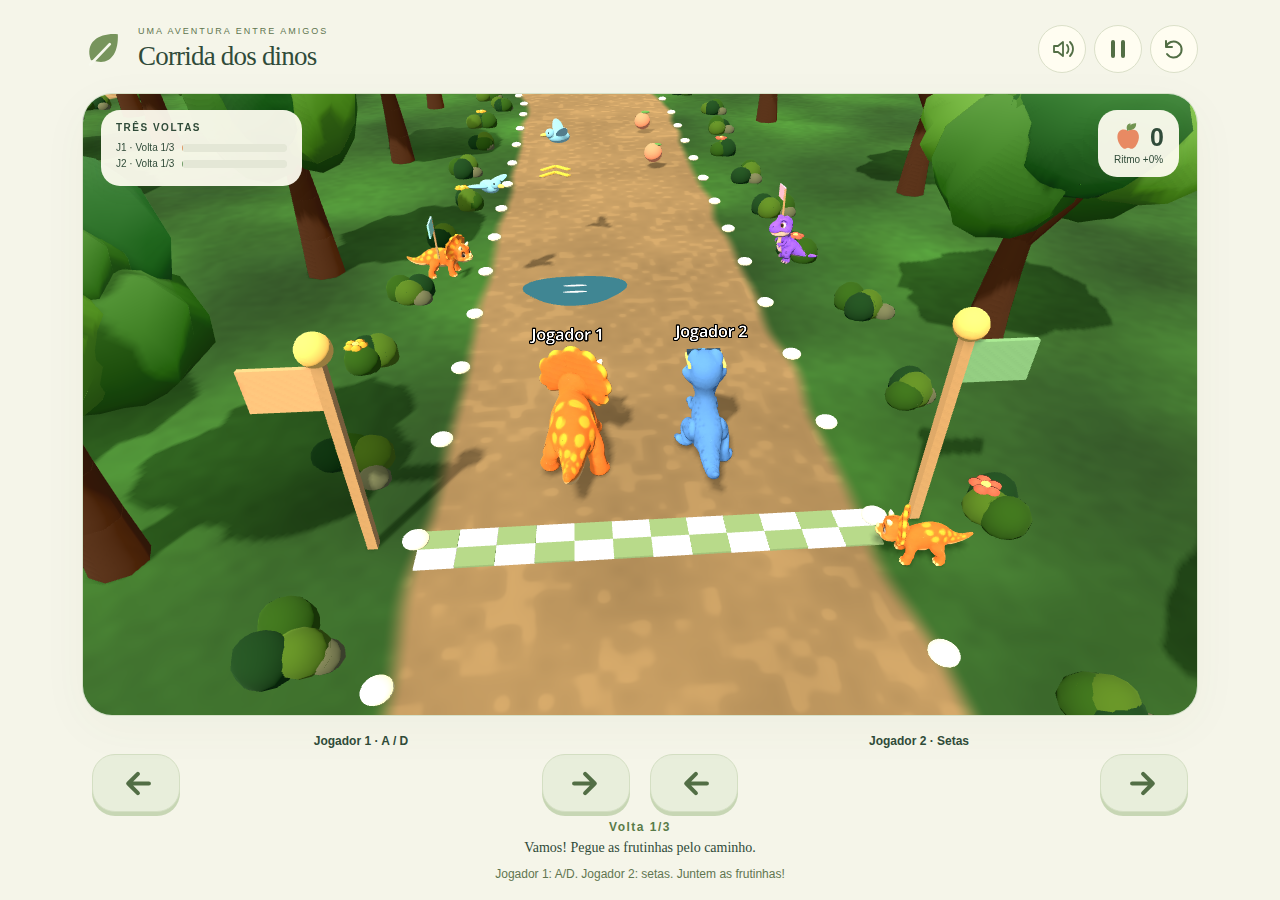 UMA AVENTURA ENTRE AMIGOS
Corrida dos dinos
TRÊS VOLTAS
J1 · Volta 1/3
J2 · Volta 1/3
0
Ritmo +0%
Jogador 1
Jogador 2
Jogador 1 · A / D
Jogador 2 · Setas
Volta 1/3
Vamos! Pegue as frutinhas pelo caminho.
Jogador 1: A/D. Jogador 2: setas. Juntem as frutinhas!